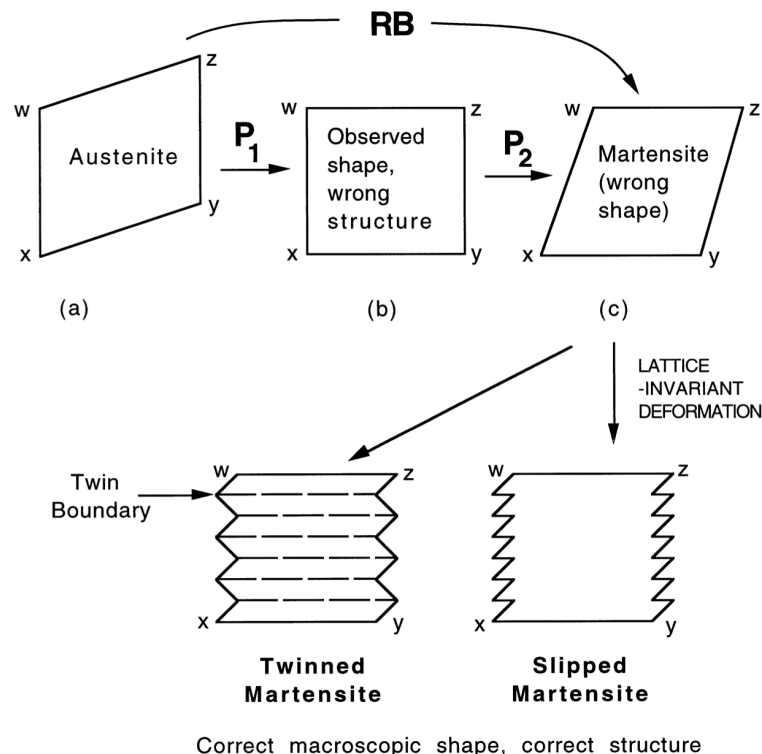 RB
w
z
Austenite
x
y
P1
w
z
Observed
shape,
wrong
structure
x
y
P2
w
z
Martensite
(wrong
shape)
x
y
(a)
(b)
(c)
LATTICE
-INVARIANT
DEFORMATION
Twin
Boundary
w
z
x
y
w
z
x
y
Twinned
Martensite
Slipped
Martensite
Correct macroscopic shape, correct structure